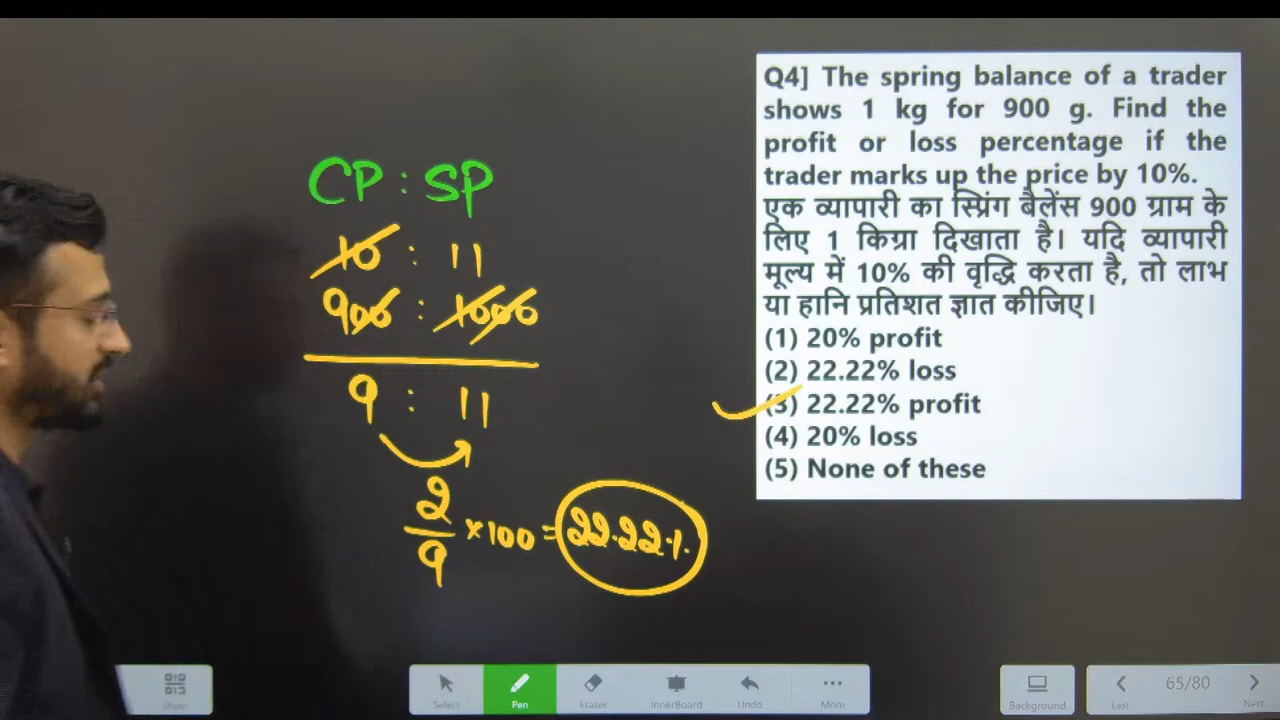 Q4] The spring balance of a trader
shows 1 kg for 900 g. Find the
profit or loss percentage if the
trader marks up the price by 10%.
एक व्यापारी का स्प्रिंग बैलेंस 900 ग्राम के
लिए 1 किग्रा दिखाता है। यदि व्यापारी
मूल्य में 10% की वृद्धि करता है, तो लाभ
या हानि प्रतिशत ज्ञात कीजिए।
(1) 20% profit
(2) 22.22% loss
(3) 22.22% profit
(4) 20% loss
(5) None of these
CP : SP
10 : 11
900 : 1000
9 : 11
2/9 ×100 = 22.22%
Share
Select
Pen
Eraser
InnerBoard
Undo
More
Background
Last
65/80
Next